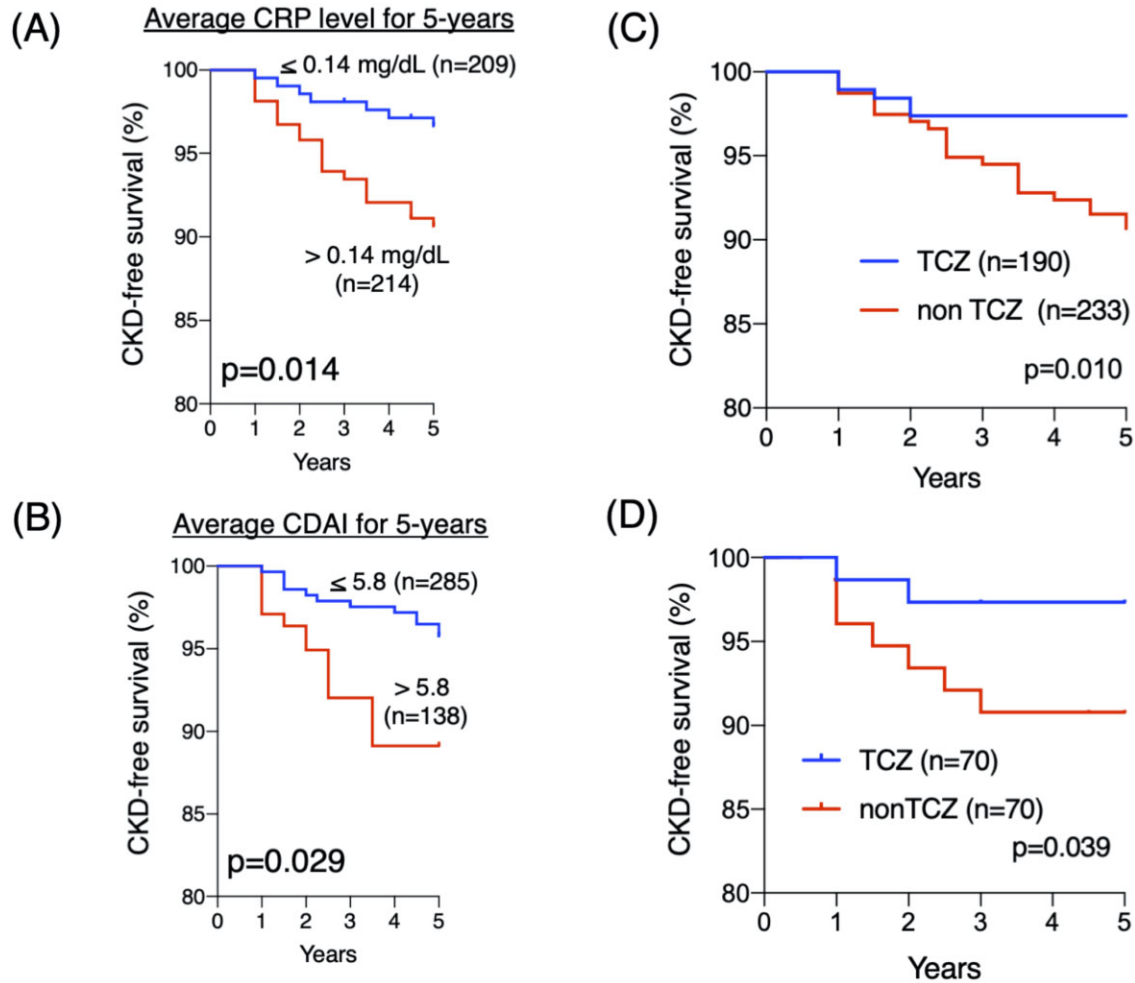 (A)
Average CRP level for 5-years
CKD-free survival (%)
100
95
90
85
80
≤ 0.14 mg/dL (n=209)
> 0.14 mg/dL
(n=214)
p=0.014
0 1 2 3 4 5
Years
(B)
Average CDAI for 5-years
CKD-free survival (%)
100
95
90
85
80
≤ 5.8 (n=285)
> 5.8
(n=138)
p=0.029
0 1 2 3 4 5
Years
(C)
CKD-free survival (%)
100
95
90
85
80
TCZ (n=190)
non TCZ (n=233)
p=0.010
0 1 2 3 4 5
Years
(D)
CKD-free survival (%)
100
95
90
85
80
TCZ (n=70)
nonTCZ (n=70)
p=0.039
0 1 2 3 4 5
Years